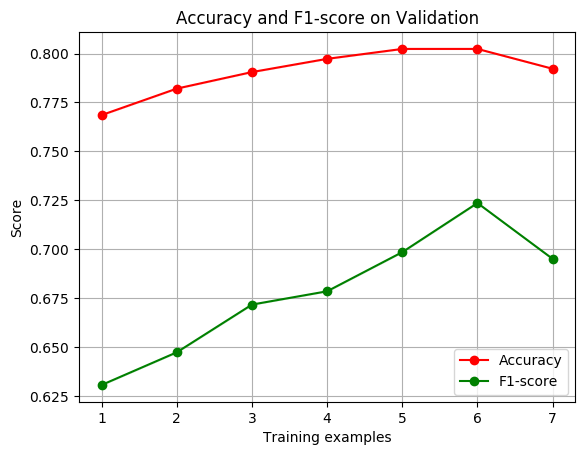 Accuracy and F1-score on Validation
0.800
0.775
0.750
0.725
0.700
0.675
0.650
0.625
Score
Accuracy
F1-score
1 2 3 4 5 6 7
Training examples